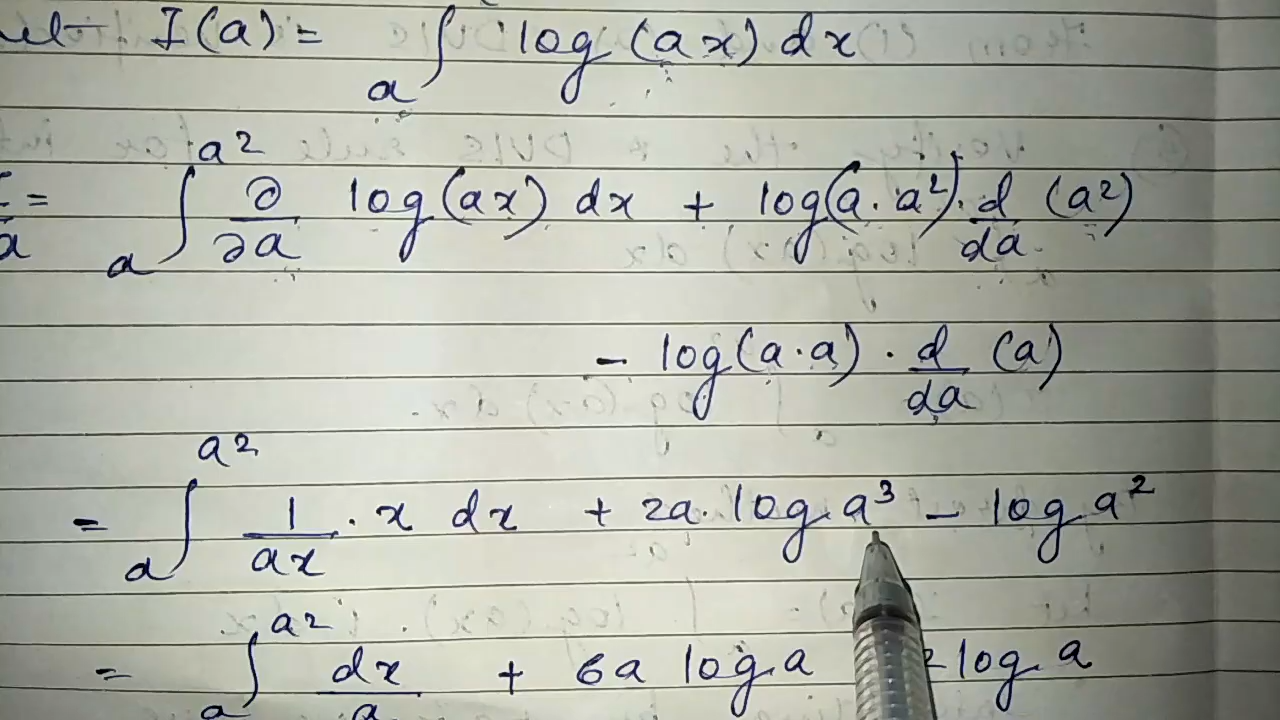 I(a) = ∫_a log(ax) dx
= ∫_a^{a2} ∂/∂a log(ax) dx + log(a·a²)· d/da (a²)
- log(a·a) · d/da (a)
= ∫_a^{a2} 1/ax · x dx + 2a· log a³ - log a²
= ∫_a^{a2} dx/a + 6a log a 2 log a